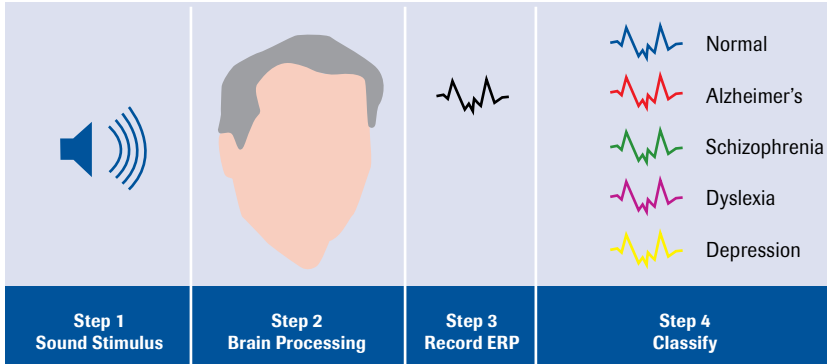 Normal
Alzheimer's
Schizophrenia
Dyslexia
Depression
Step 1
Sound Stimulus
Step 2
Brain Processing
Step 3
Record ERP
Step 4
Classify